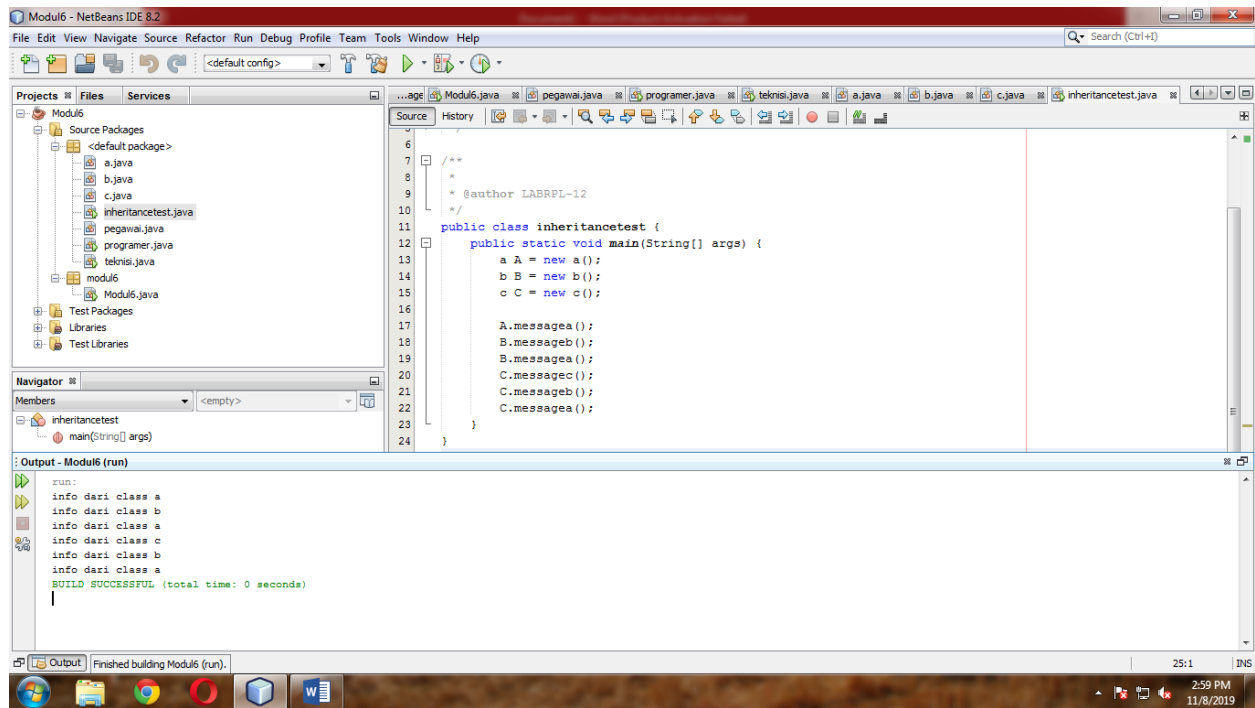 Modul6 - NetBeans IDE 8.2
File Edit View Navigate Source Refactor Run Debug Profile Team Tools Window Help
Search (Ctrl+I)
<default config>
Projects Files Services
Modul6
Source Packages
<default package>
a.java
b.java
c.java
inheritancetest.java
pegawai.java
programer.java
teknisi.java
modul6
Modul6.java
Test Packages
Libraries
Test Libraries
Navigator
Members <empty>
inheritancetest
main(String[] args)
...age Modul6.java pegawai.java programer.java teknisi.java a.java b.java c.java inheritancetest.java
Source History
6
7 /**
8 *
9 * @author LABRPL-12
10 */
11 public class inheritancetest {
12 public static void main(String[] args) {
13 a A = new a();
14 b B = new b();
15 c C = new c();
16
17 A.messagea();
18 B.messageb();
19 B.messagea();
20 C.messagec();
21 C.messageb();
22 C.messagea();
23 }
24 }
Output - Modul6 (run)
run:
info dari class a
info dari class b
info dari class a
info dari class c
info dari class b
info dari class a
BUILD SUCCESSFUL (total time: 0 seconds)
Output Finished building Modul6 (run).
25:1 INS
2:59 PM
11/8/2019